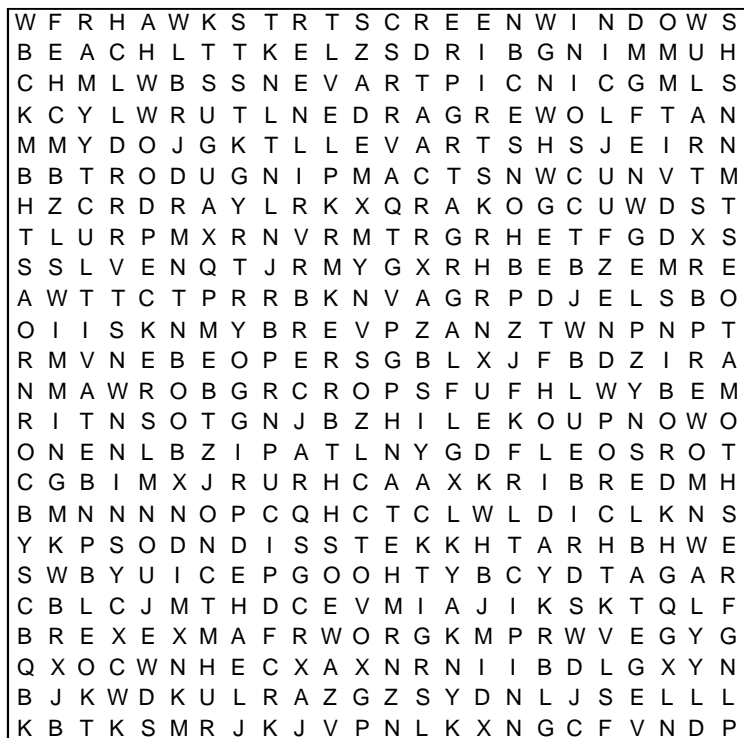 W F R H A W K S T R T S C R E E N W I N D O W S
B E A C H L T T K E L Z S D R I B G N I M M U H
C H M L W B S S N E V A R T P I C N I C G M L S
K C Y L W R U T L N E D R A G R E W O L F T A N
M M Y D O J G K T L L E V A R T S H S J E I R N
B B T R O D U G N I P M A C T S N W C U N V T M
H Z C R D R A Y L R K X Q R A K O G C U W D S T
T L U R P M X R N V R M T R G R H E T F G D X S
S S L V E N Q T J R M Y G X R H B E B Z E M R E
A W T T C T P R R B K N V A G R P D J E L S B O
O I I S K N M Y B R E V P Z A N Z T W N P N P T
R M V N E B E O P E R S G B L X J F B D Z I R A
N M A W R O B G R C R O P S F U F H L W Y B E M
R I T N S O T G N J B Z H I L E K O U P N O W O
O N E N L B Z I P A T L N Y G D F L E O S R O T
C G B I M X J R U R H C A A X K R I B R E D M H
B M N N N N O P C Q H C T C L W L D I C L K N S
Y K P S O D N D I S S T E K K H T A R H B H W E
S W B Y U I C E P G O O H T Y B C Y D T A G A R
C B L C J M T H D C E V M I A J I K S K T Q L F
B R E X E X M A F R W O R G K M P R W V E G Y G
Q X O C W N H E C X A X N R N I I B D L G X Y N
B J K W D K U L R A Z G Z S Y D N L J S E L L L
K B T K S M R J K J V P N L K X N G C F V N D P